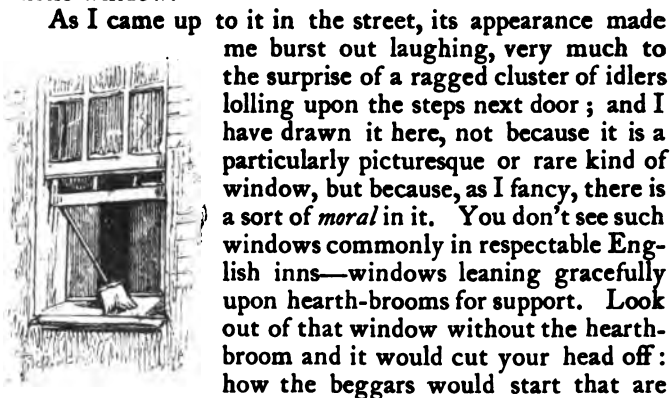 As I came up to it in the street, its appearance made
me burst out laughing, very much to
the surprise of a ragged cluster of idlers
lolling upon the steps next door ; and I
have drawn it here, not because it is a
particularly picturesque or rare kind of
window, but because, as I fancy, there is
a sort of moral in it. You don't see such
windows commonly in respectable Eng-
lish inns—windows leaning gracefully
upon hearth-brooms for support. Look
out of that window without the hearth-
broom and it would cut your head off :
how the beggars would start that are